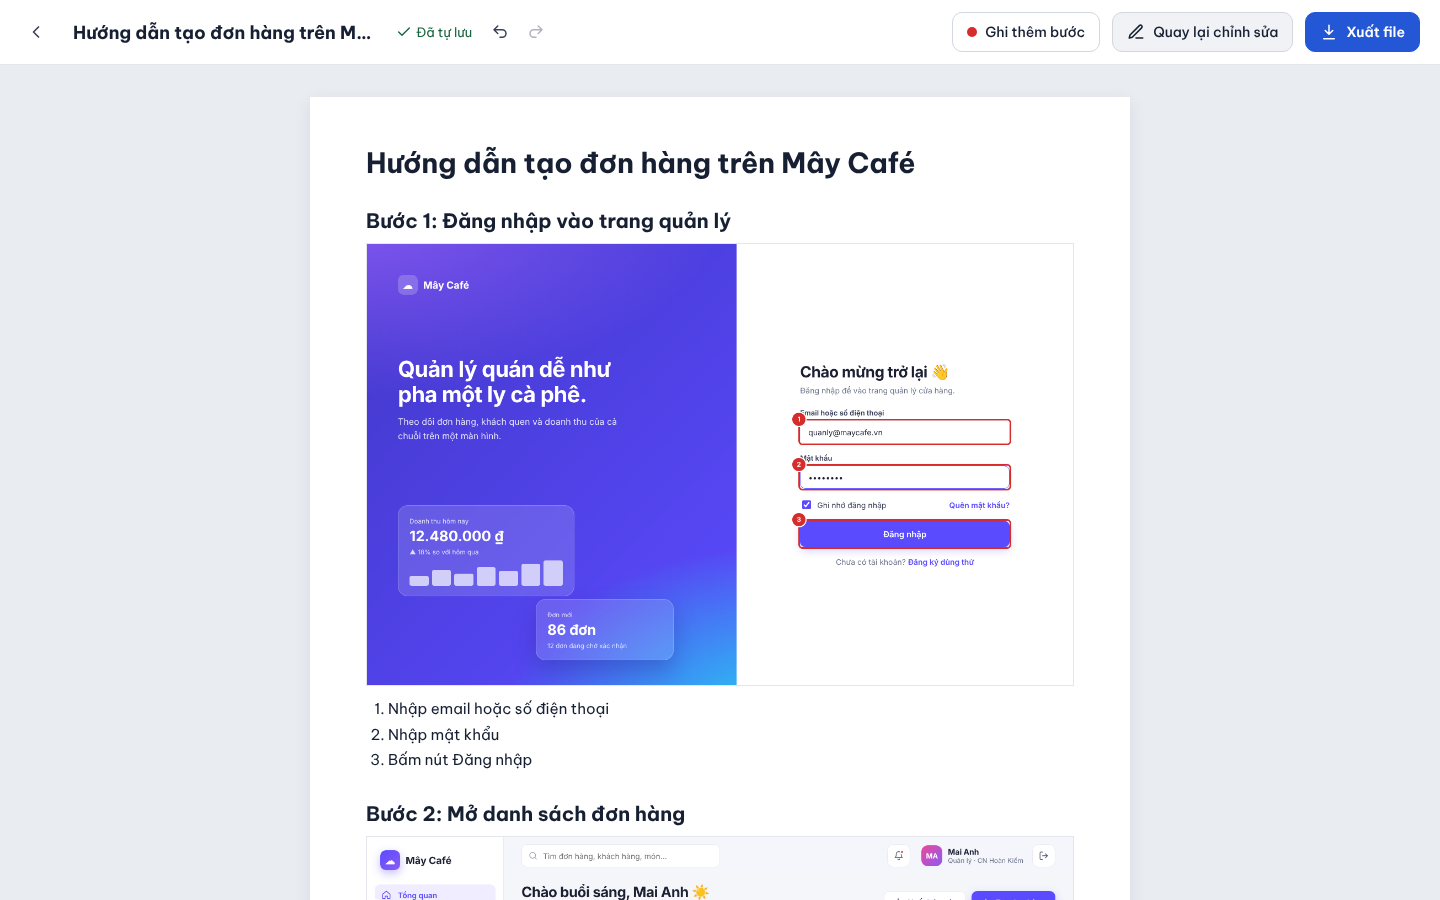 Hướng dẫn tạo đơn hàng trên M...
Đã tự lưu
Ghi thêm bước
Quay lại chỉnh sửa
Xuất file
Hướng dẫn tạo đơn hàng trên Mây Café
Bước 1: Đăng nhập vào trang quản lý
Mây Café
Quản lý quán dễ như
pha một ly cà phê.
Theo dõi đơn hàng, khách quen và doanh thu của cả
chuỗi trên một màn hình.
Doanh thu hôm nay
12.480.000 ₫
▲ 18% so với hôm qua
Đơn mới
86 đơn
12 đơn đang chờ xác nhận
Chào mừng trở lại 👋
Đăng nhập để vào trang quản lý cửa hàng.
Email hoặc số điện thoại
1
quanly@maycafe.vn
Mật khẩu
2
••••••••
Ghi nhớ đăng nhập
Quên mật khẩu?
3
Đăng nhập
Chưa có tài khoản? Đăng ký dùng thử
1. Nhập email hoặc số điện thoại
2. Nhập mật khẩu
3. Bấm nút Đăng nhập
Bước 2: Mở danh sách đơn hàng
Mây Café
Tìm đơn hàng, khách hàng, món...
MA
Mai Anh
Quản lý · CN Hoàn Kiếm
Tổng quan
Chào buổi sáng, Mai Anh ☀️